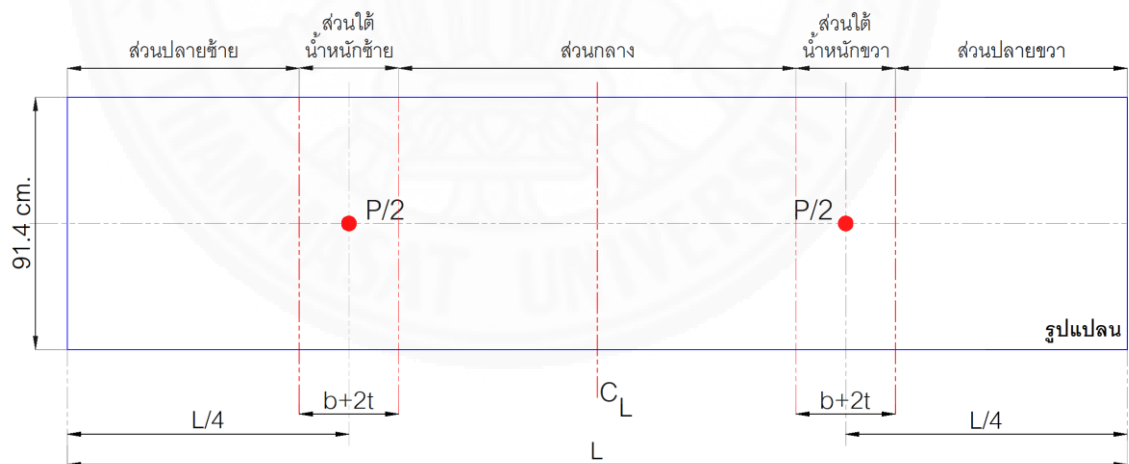 ส่วนปลายซ้าย
ส่วนใต้
น้ำหนักซ้าย
ส่วนกลาง
ส่วนใต้
น้ำหนักขวา
ส่วนปลายขวา
91.4 cm.
P/2
P/2
รูปแปลน
THAMMASAT UNIVERSITY
b+2t
CL
b+2t
L/4
L/4
L